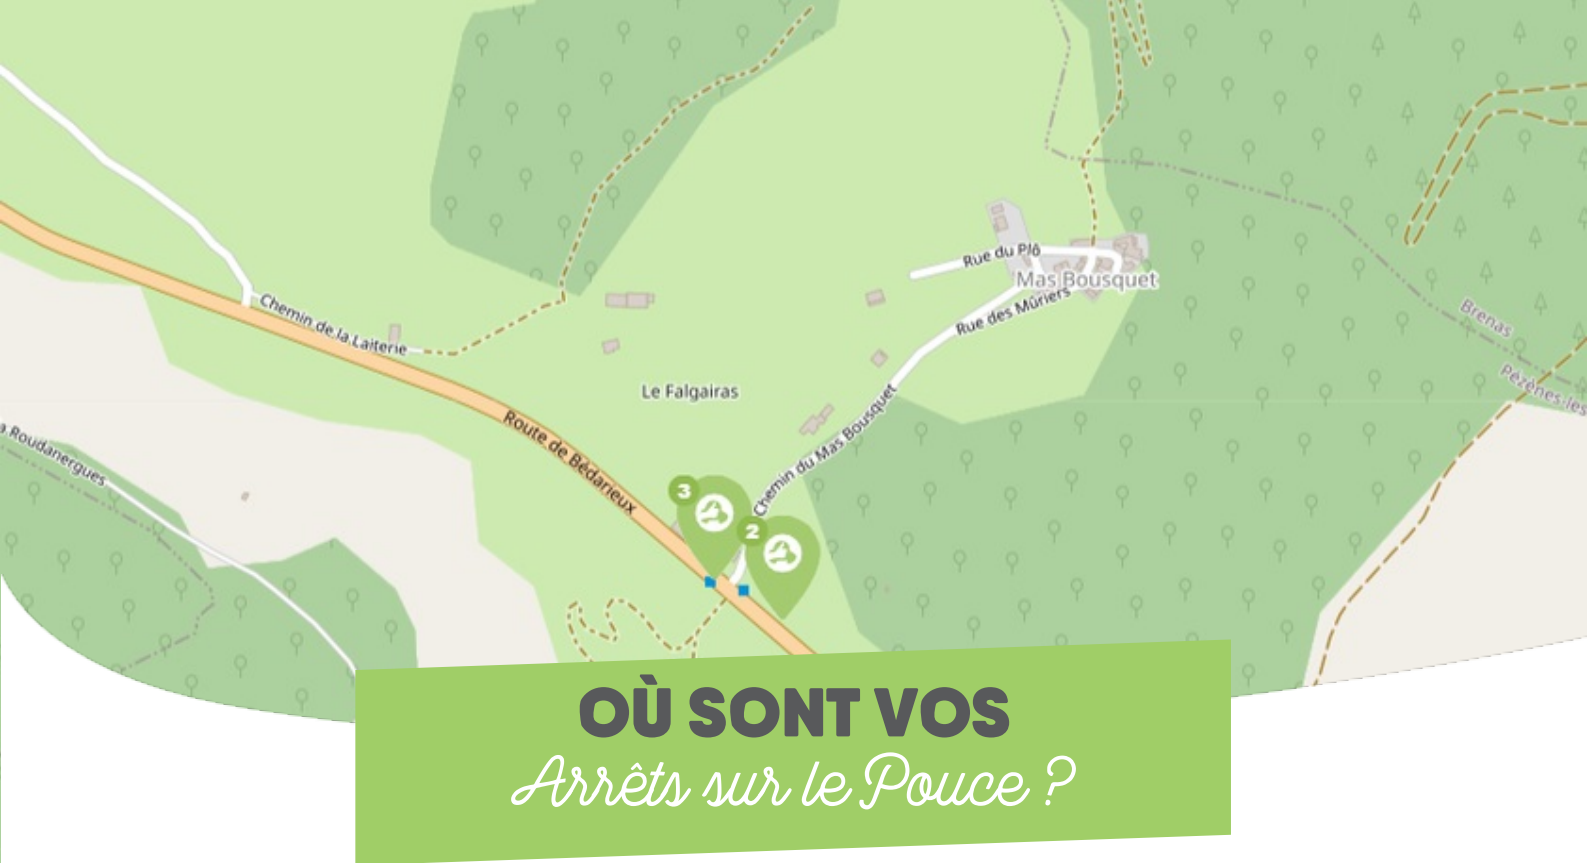 Rue du Plô
Mas Bousquet
Rue des Mûriers
Brenas
Chemin de la Laiterie
Pézènes-les
Le Falgairas
Chemin du Mas Bousquet
Route de Bédarieux
a Roudanergues
3
2
OÙ SONT VOS
Arrêts sur le Pouce ?